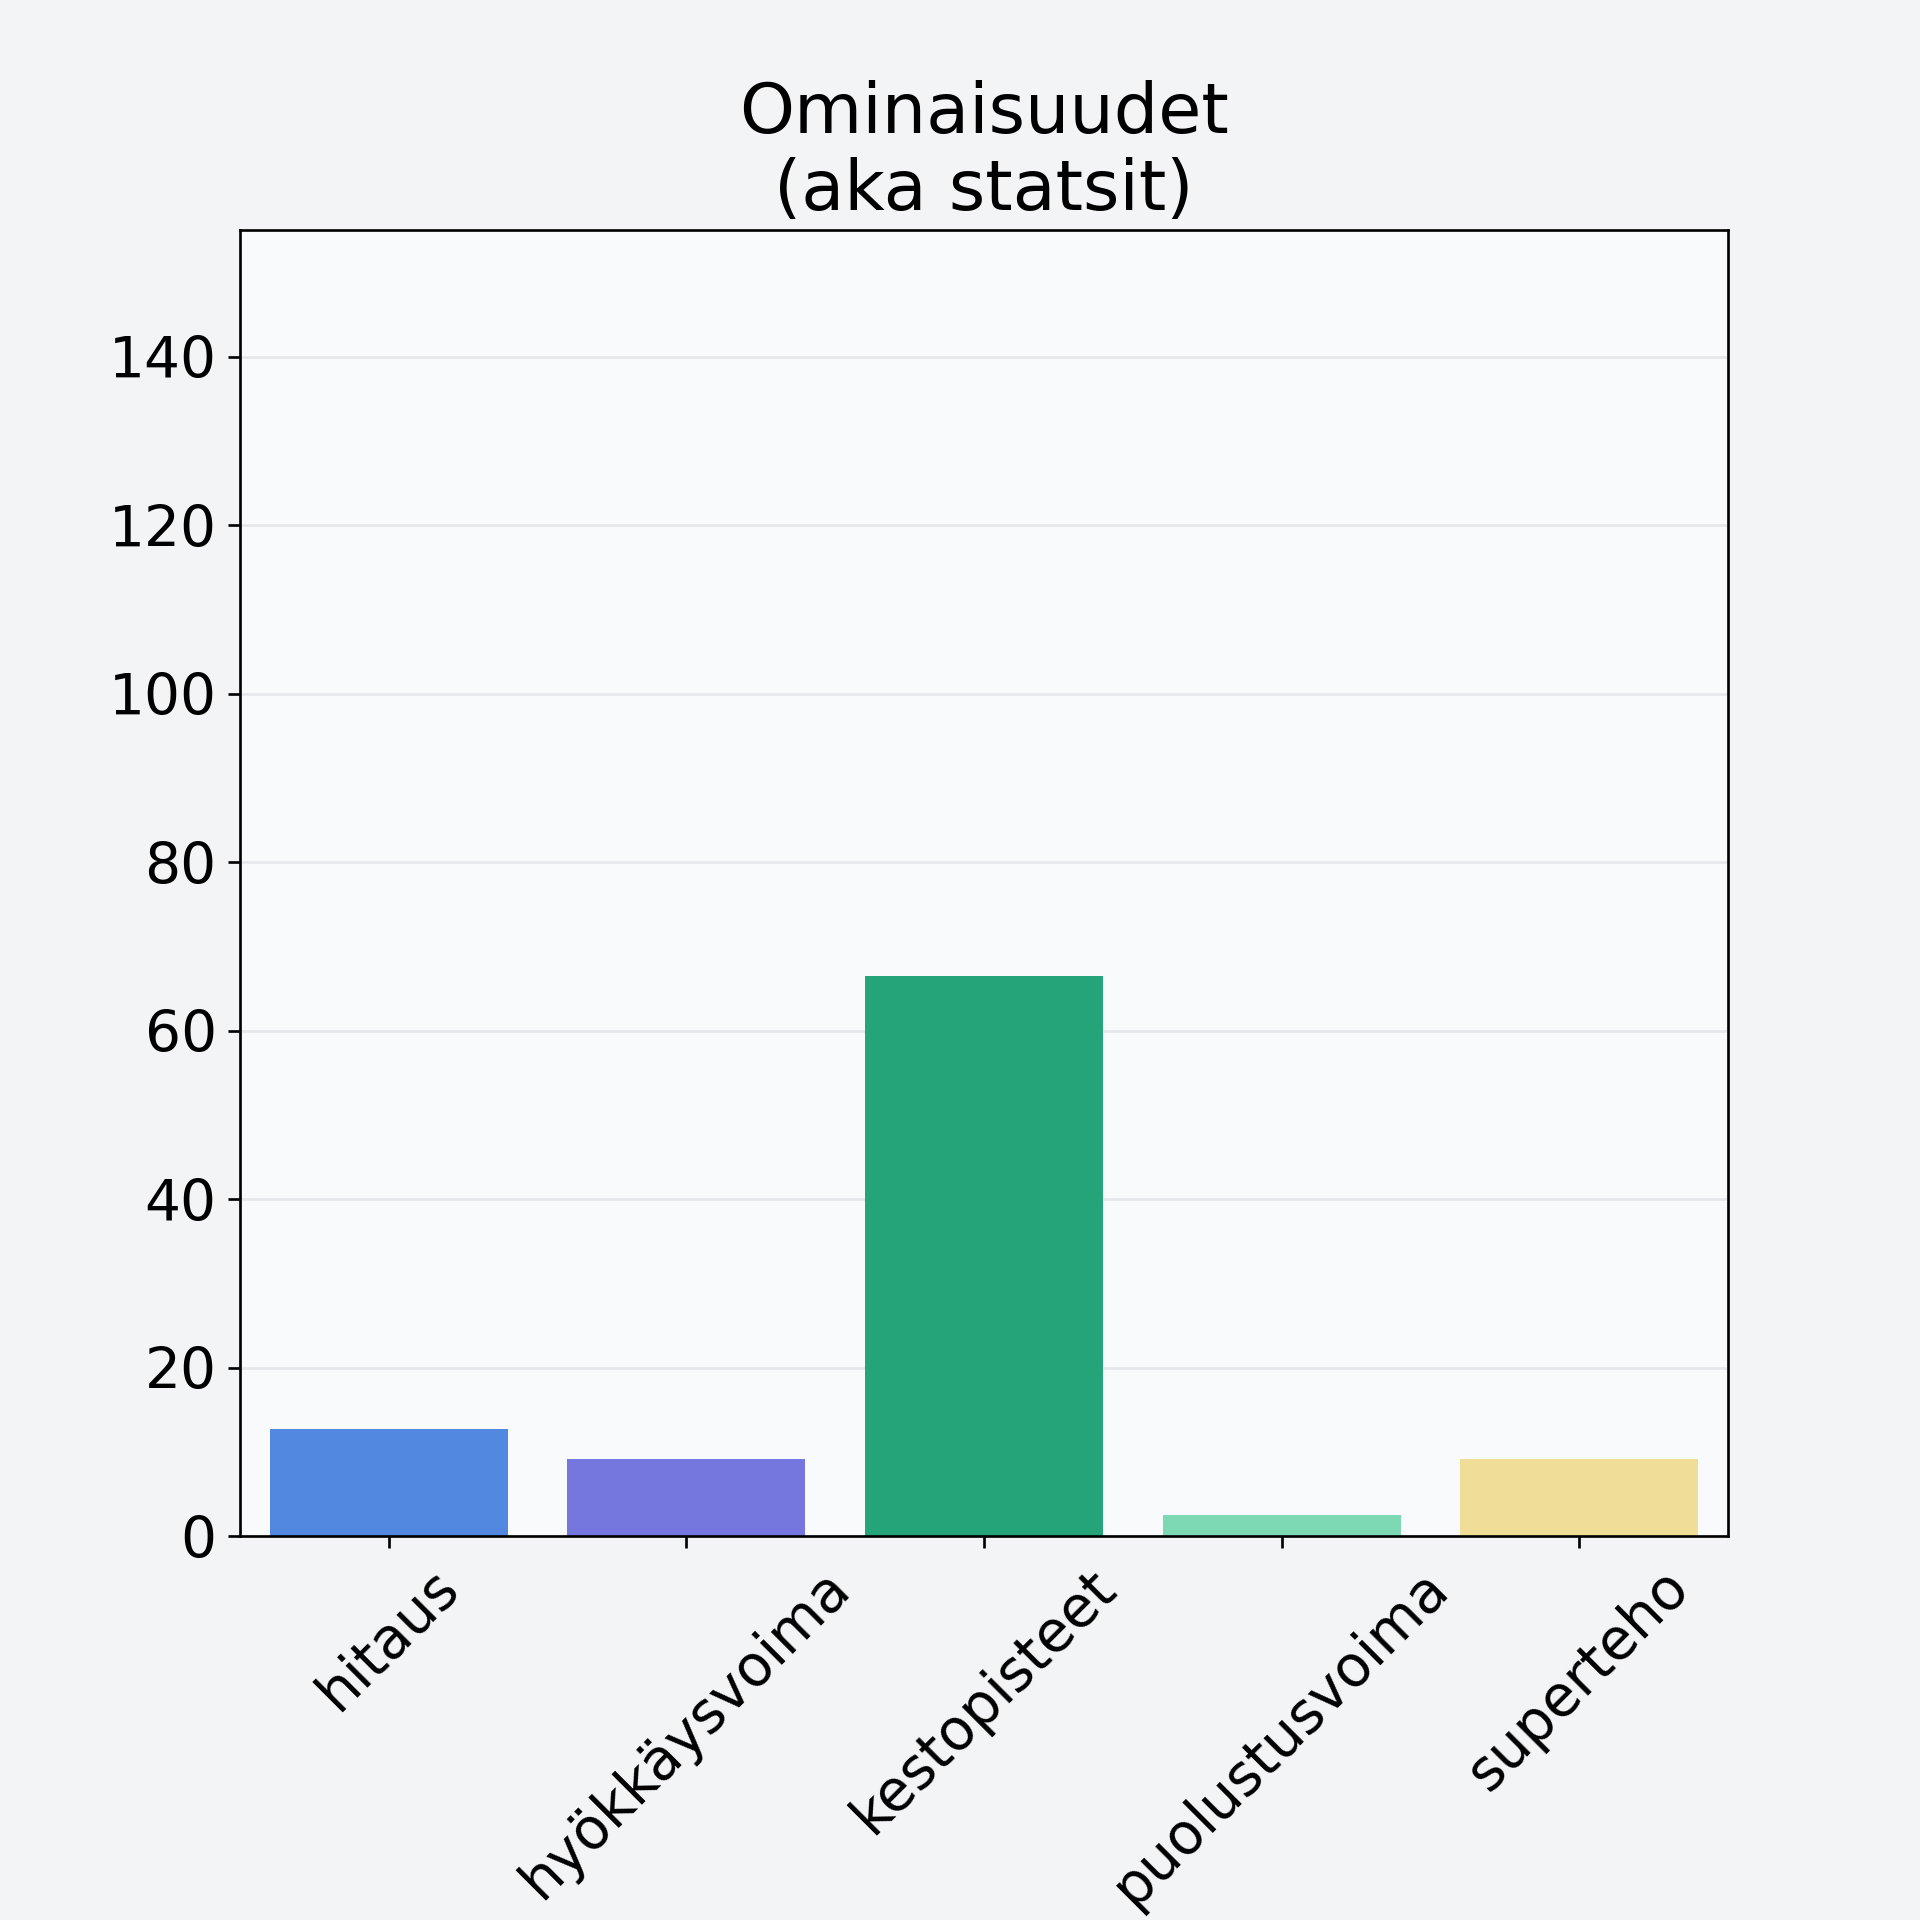 Ominaisuudet
(aka statsit)
140
120
100
80
60
40
20
0
hitaus
hyökkäysvoima
kestopisteet
puolustusvoima
superteho